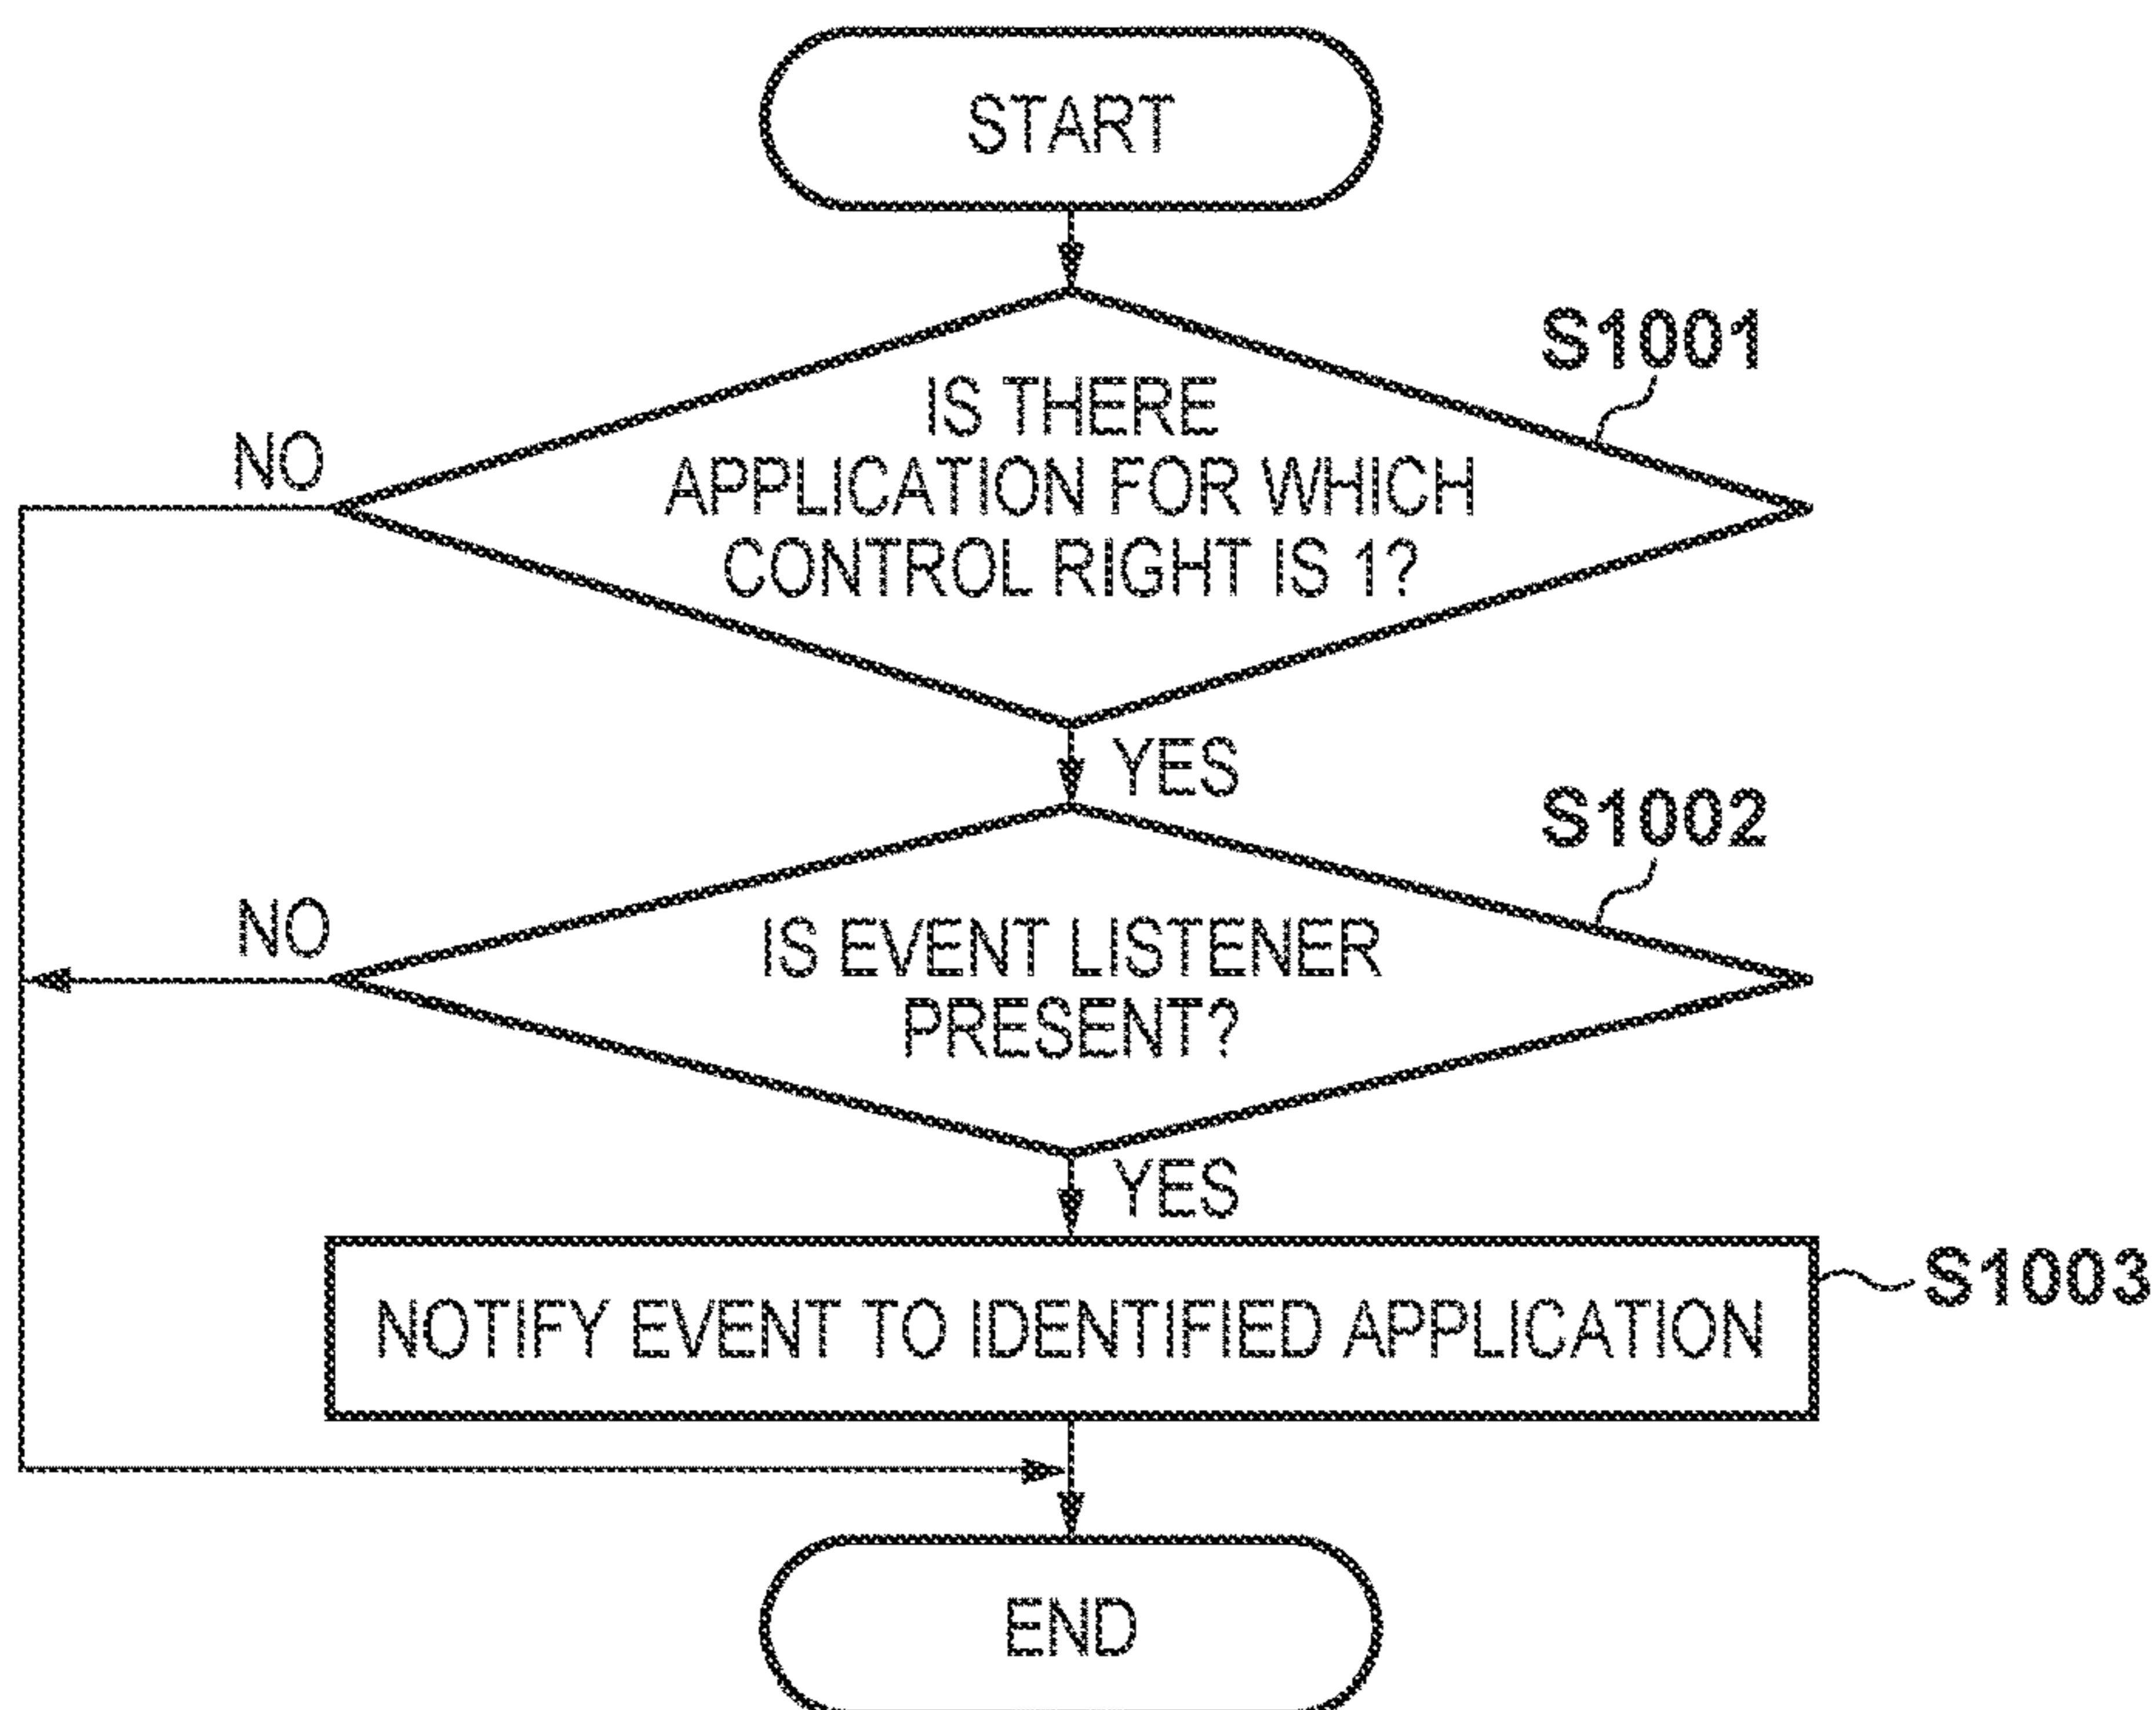 START
S1001
IS THERE
APPLICATION FOR WHICH
CONTROL RIGHT IS 1?
NO
YES
S1002
IS EVENT LISTENER
PRESENT?
NO
YES
NOTIFY EVENT TO IDENTIFIED APPLICATION
S1003
END